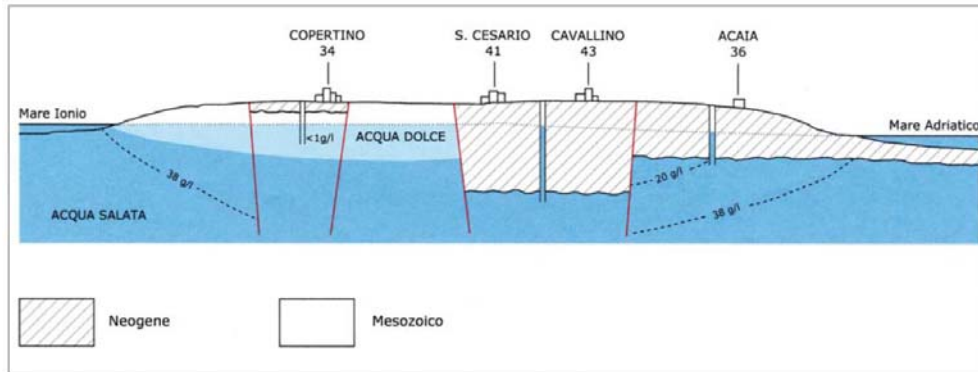 COPERTINO
34
S. CESARIO
41
CAVALLINO
43
ACAIA
36
Mare Ionio
Mare Adriatico
<1g/l
ACQUA DOLCE
38 g/l
20 g/l
38 g/l
ACQUA SALATA
Neogene
Mesozoico